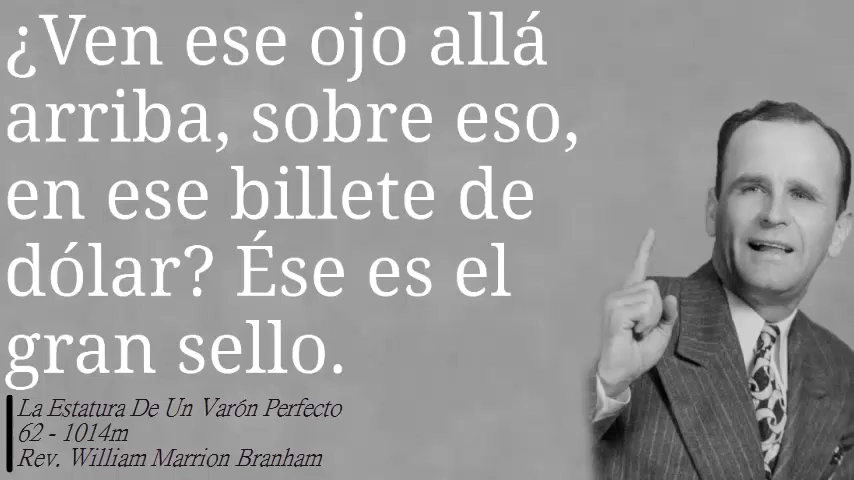 ¿Ven ese ojo allá
arriba, sobre eso,
en ese billete de
dólar? Ése es el
gran sello.
La Estatura De Un Varón Perfecto
62 - 1014m
Rev. William Marrion Branham